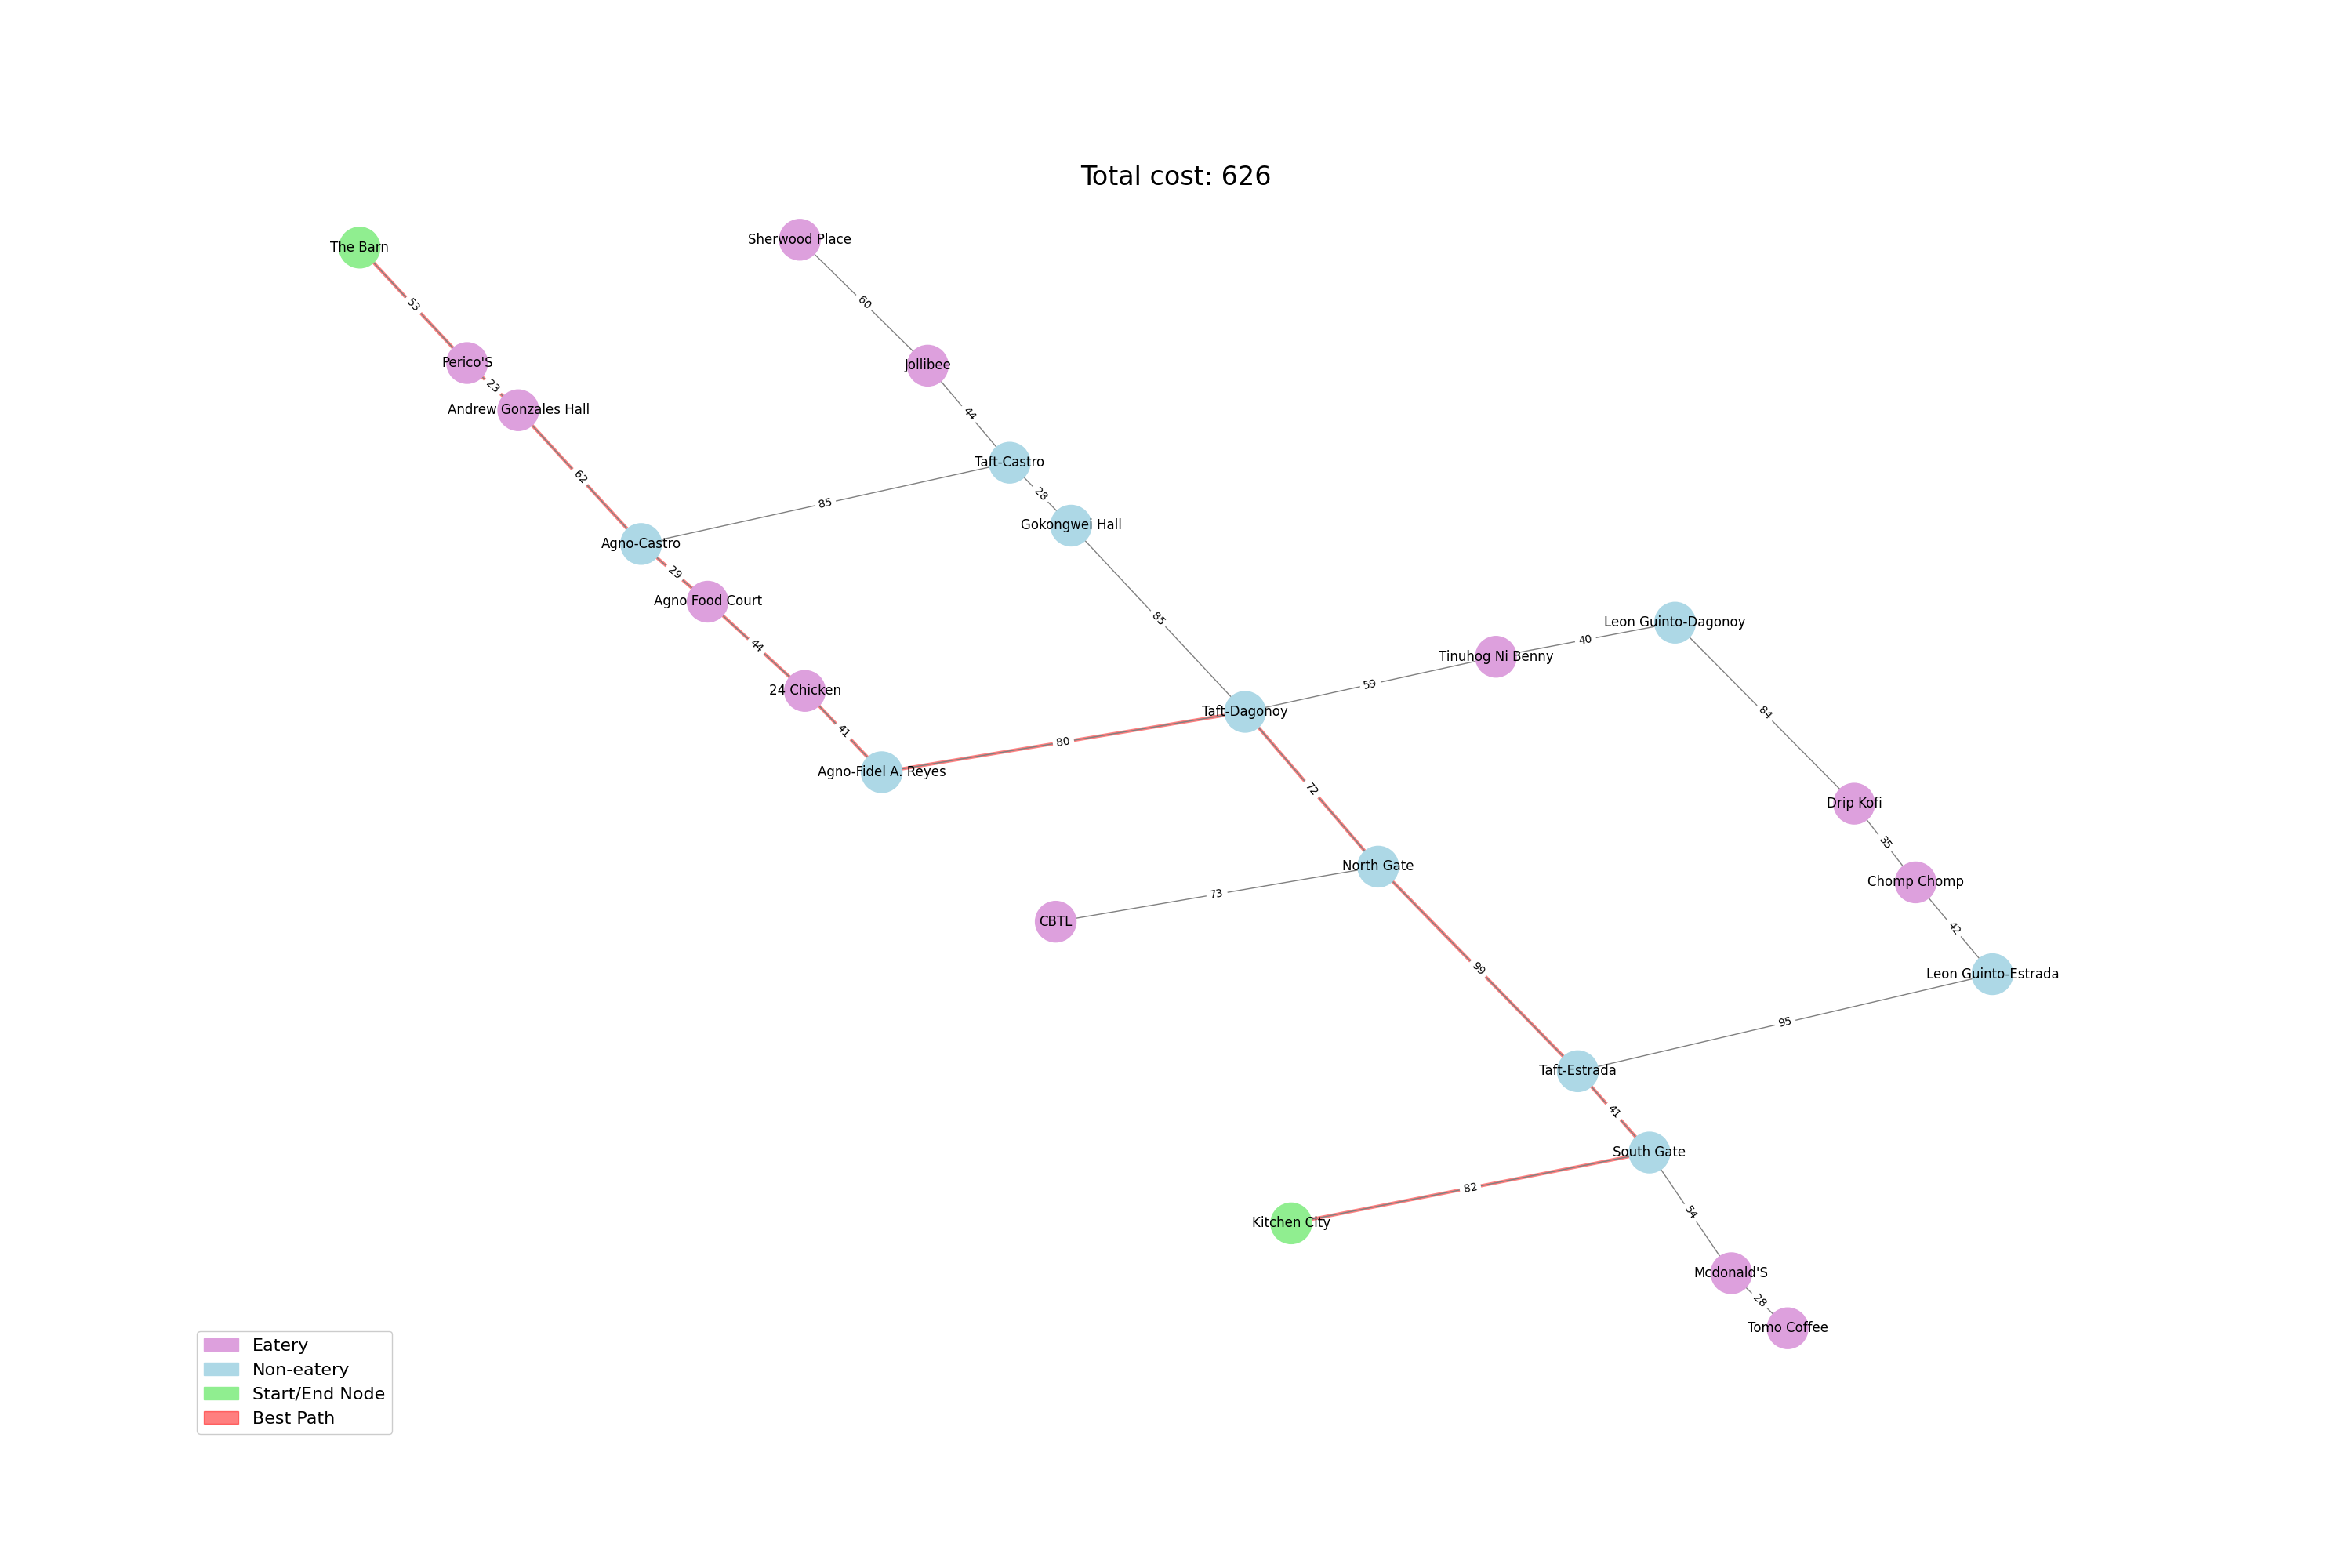 Total cost: 626
The Barn
Sherwood Place
53
60
Perico'S
Jollibee
23
Andrew Gonzales Hall
44
62
Taft-Castro
28
85
Gokongwei Hall
Agno-Castro
29
Agno Food Court
85
Leon Guinto-Dagonoy
40
44
Tinuhog Ni Benny
59
24 Chicken
Taft-Dagonoy
84
41
80
Agno-Fidel A. Reyes
72
Drip Kofi
35
North Gate
Chomp Chomp
73
CBTL
42
99
Leon Guinto-Estrada
95
Taft-Estrada
41
South Gate
82
54
Kitchen City
Mcdonald'S
28
Tomo Coffee
Eatery
Non-eatery
Start/End Node
Best Path